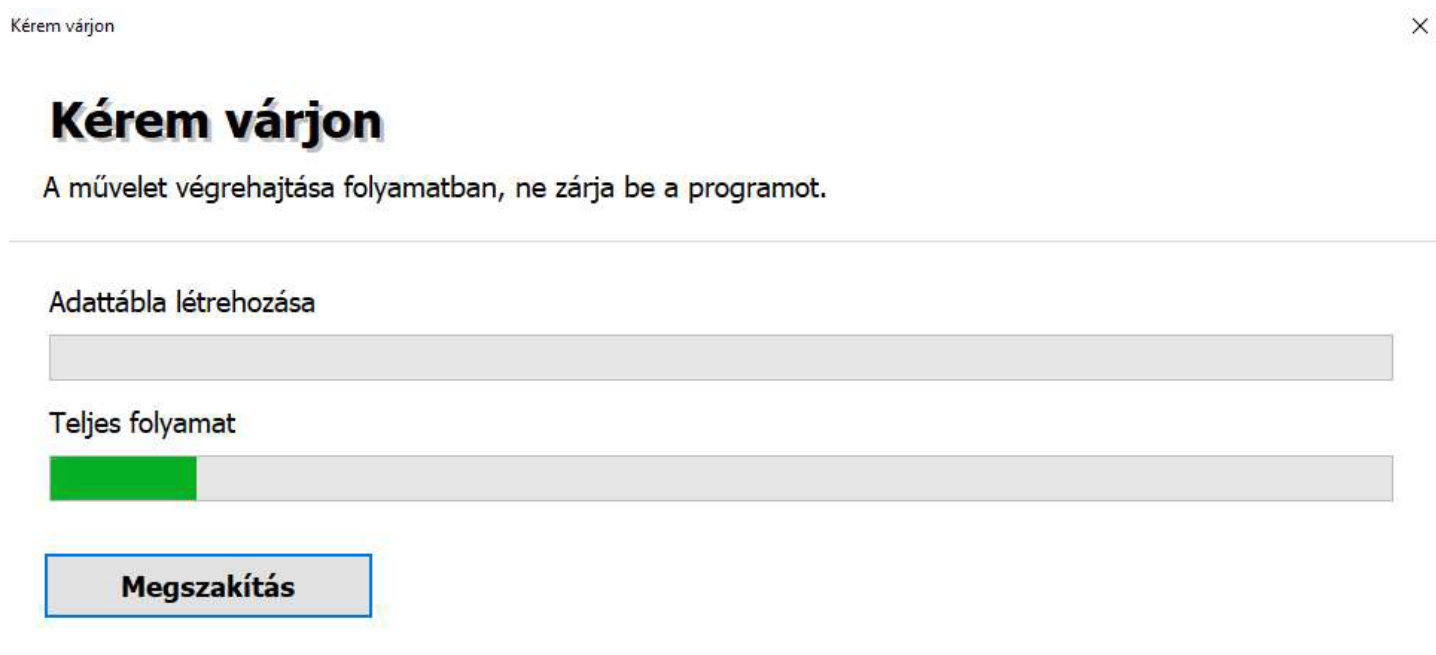 Kérem várjon
Kérem várjon
A művelet végrehajtása folyamatban, ne zárja be a programot.
Adattábla létrehozása
Teljes folyamat
Megszakítás